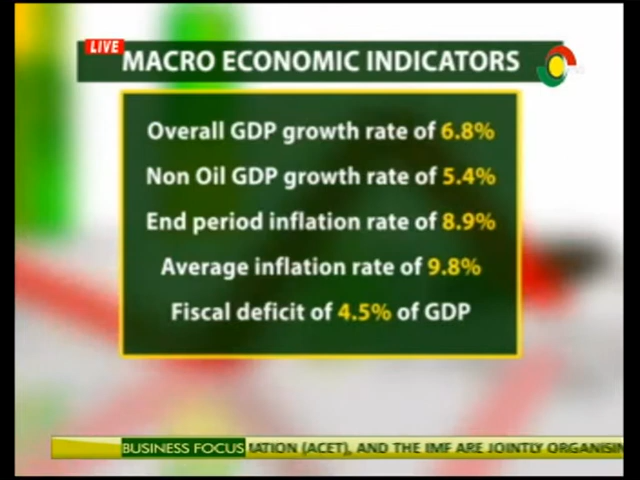 LIVE
MACRO ECONOMIC INDICATORS
Overall GDP growth rate of 6.8%
Non Oil GDP growth rate of 5.4%
End period inflation rate of 8.9%
Average inflation rate of 9.8%
Fiscal deficit of 4.5% of GDP
BUSINESS FOCUS IATION (ACET), AND THE IMF ARE JOINTLY ORGANISIN